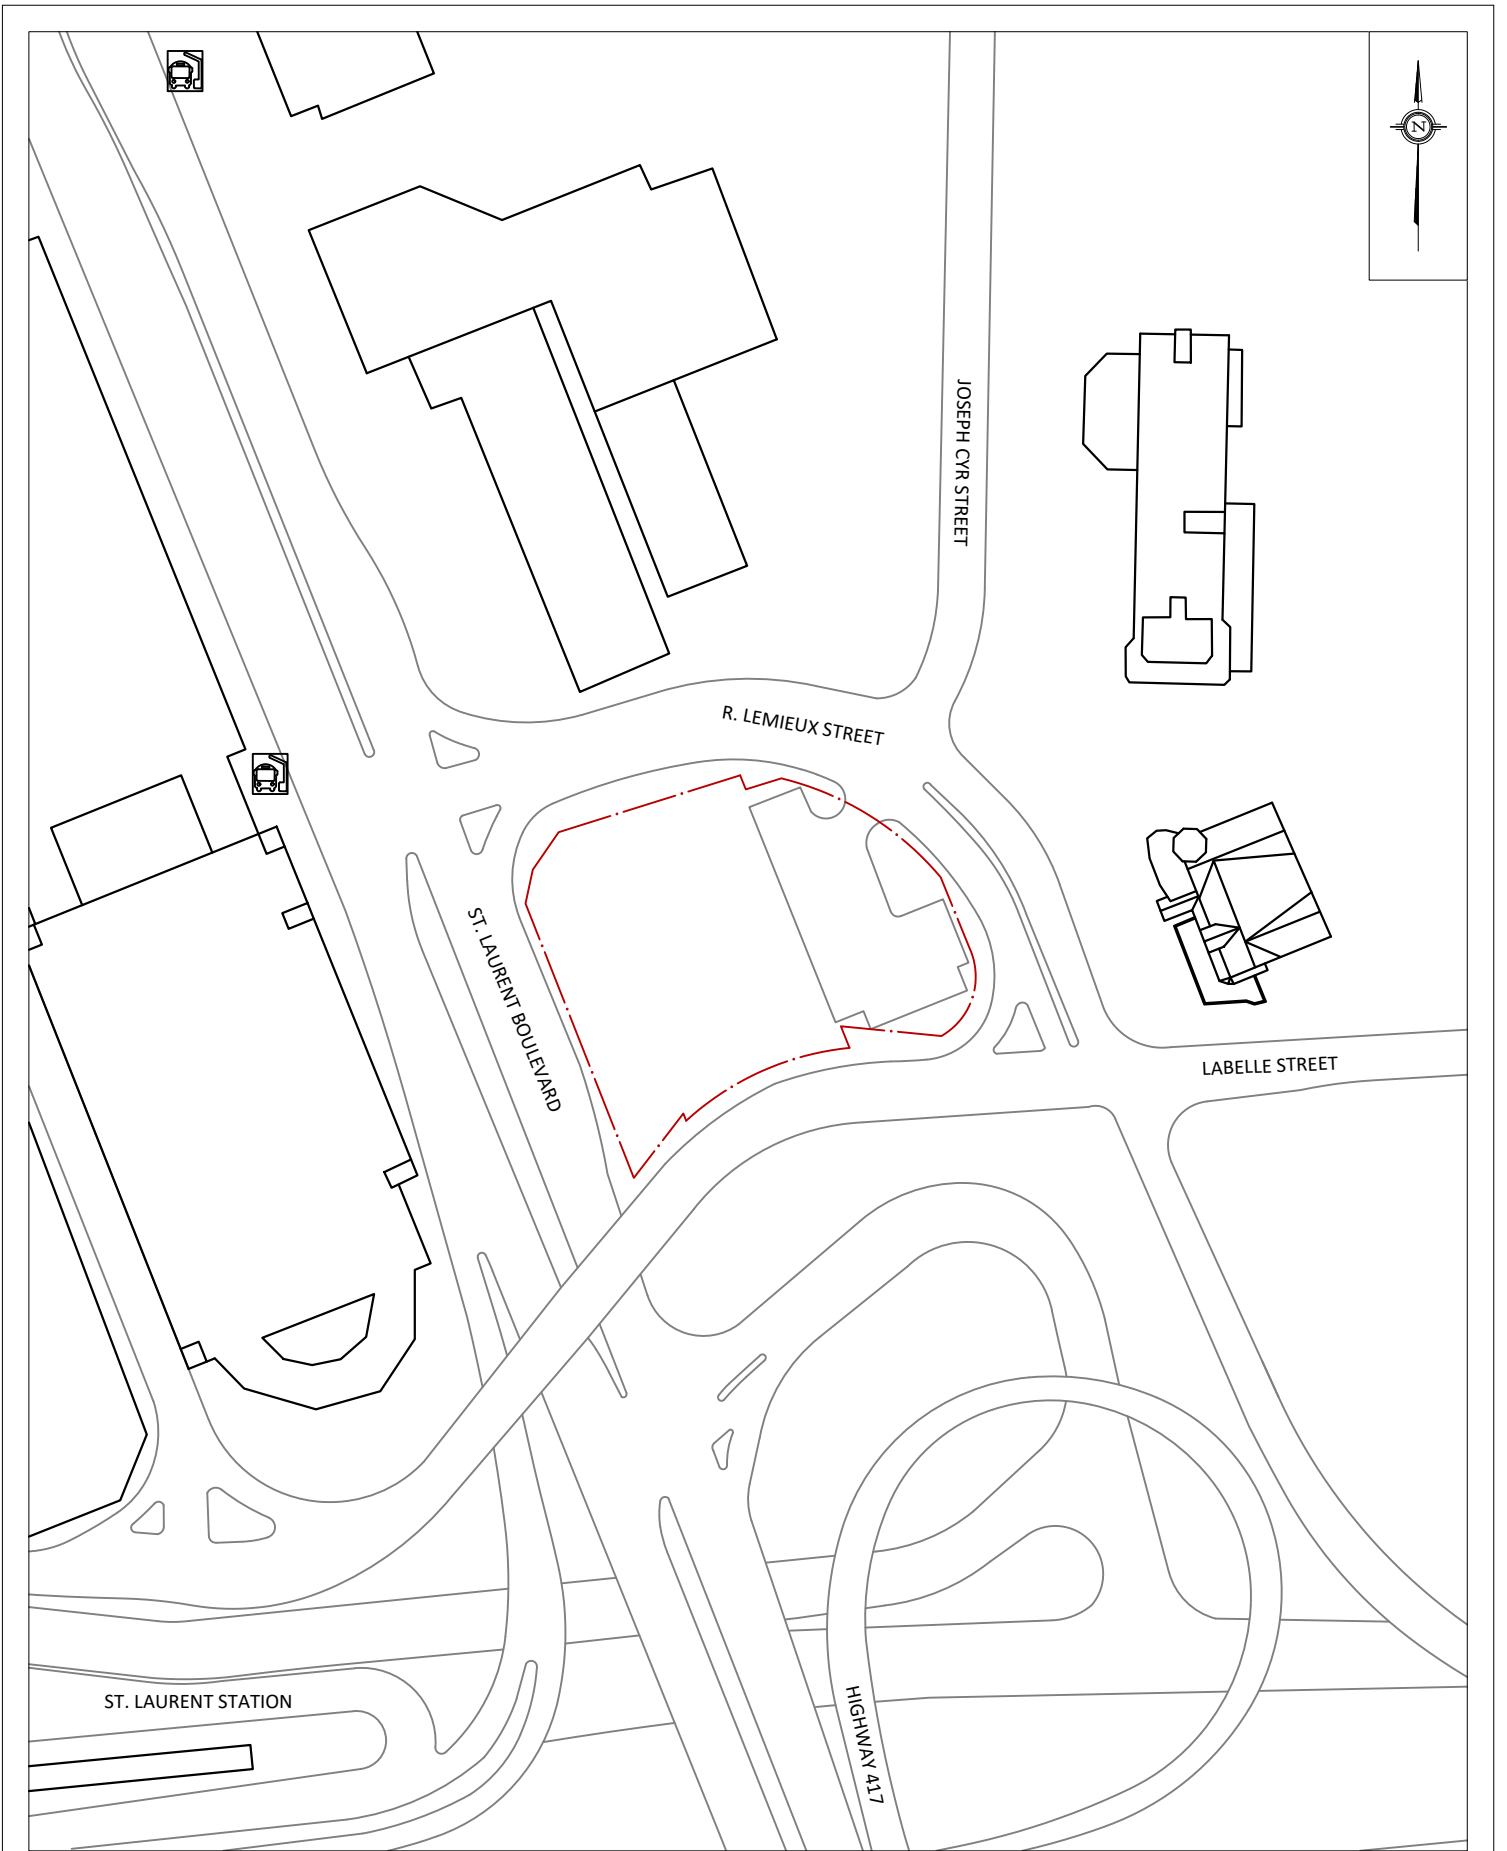 N
JOSEPH CYR STREET
R. LEMIEUX STREET
ST. LAURENT BOULEVARD
LABELLE STREET
ST. LAURENT STATION
HIGHWAY 417